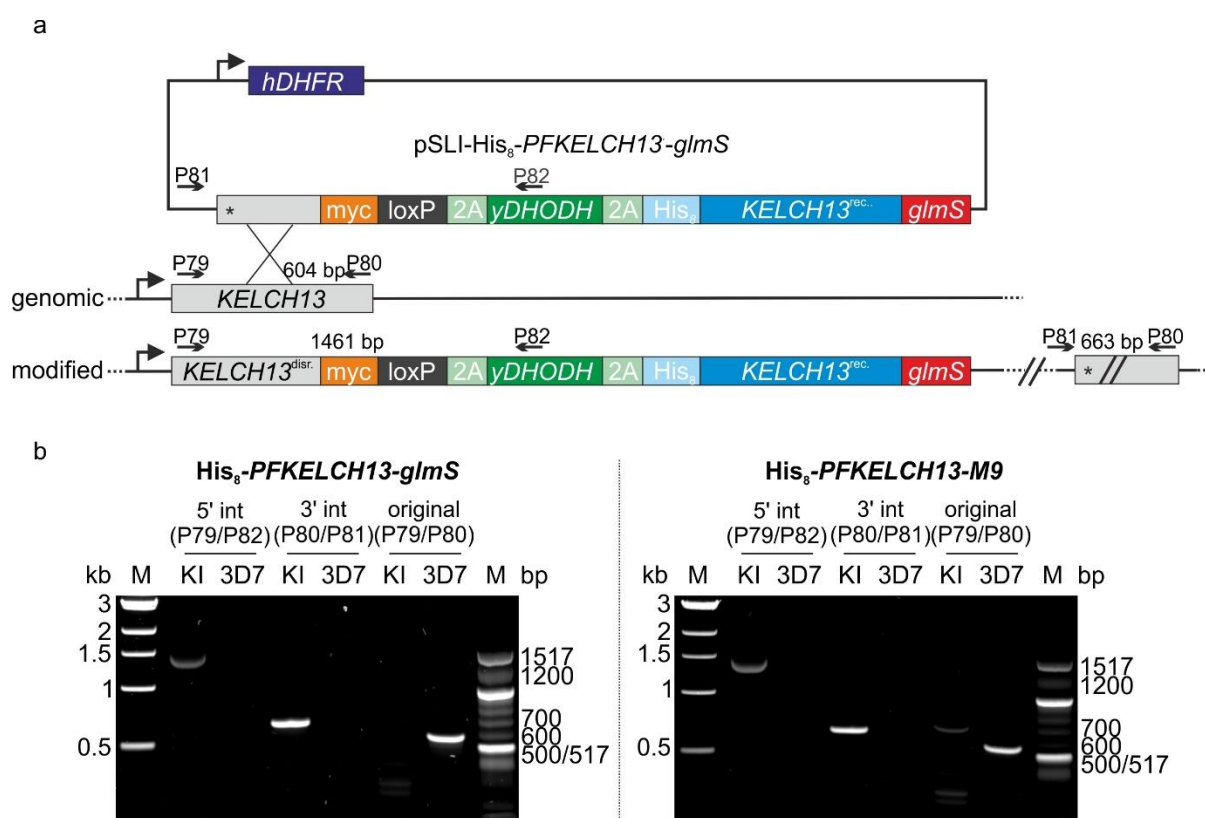 a
hDHFR
pSLI-His8-PFKELCH13-glmS
P81 P82
* myc loxP 2A yDHODH 2A His8 KELCH13rec.. glmS
P79 604 bp P80
genomic KELCH13
P79 1461 bp P82 P81 663 bp P80
modified KELCH13disr. myc loxP 2A yDHODH 2A His8 KELCH13rec. glmS *
b
His8-PFKELCH13-glmS His8-PFKELCH13-M9
5' int 3' int original 5' int 3' int original
(P79/P82) (P80/P81) (P79/P80) (P79/P82) (P80/P81) (P79/P80)
kb M KI 3D7 KI 3D7 KI 3D7 M bp kb M KI 3D7 KI 3D7 KI 3D7 M bp
3 3
2 2
1.5 1517 1.5 1517
1200 1200
1 1
700 700
600 600
0.5 500/517 0.5 500/517